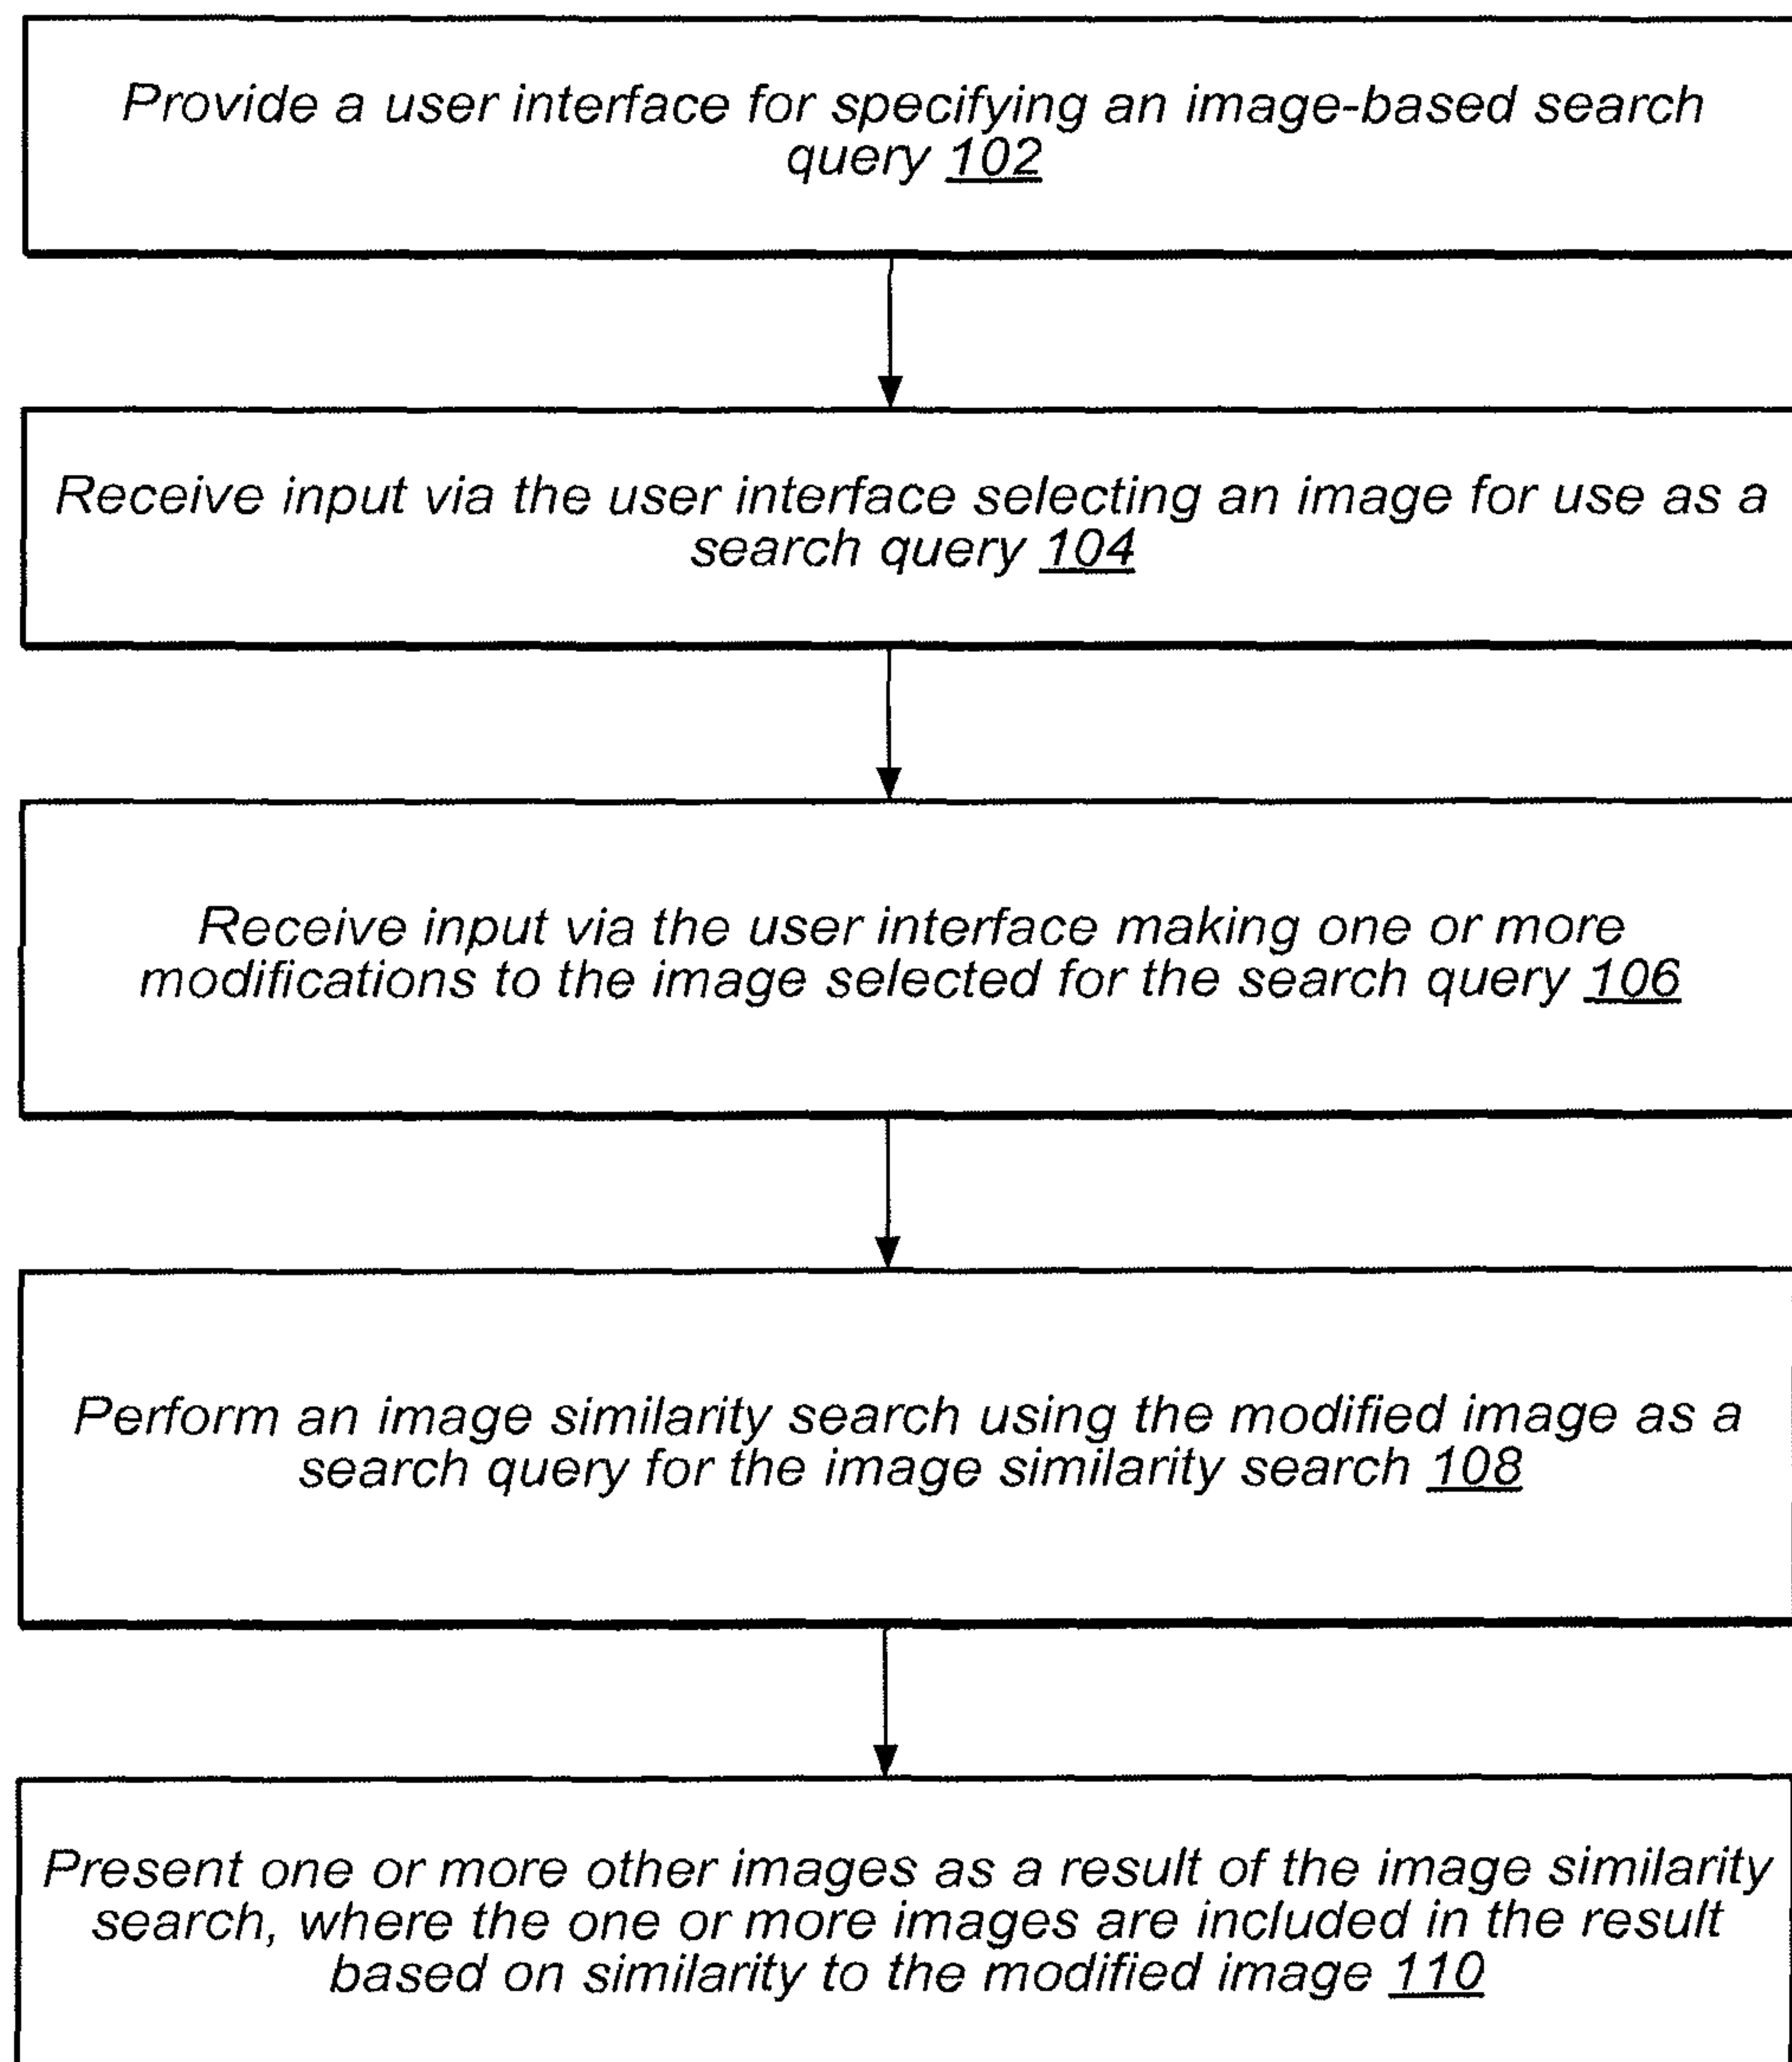 Provide a user interface for specifying an image-based search
query 102
Receive input via the user interface selecting an image for use as a
search query 104
Receive input via the user interface making one or more
modifications to the image selected for the search query 106
Perform an image similarity search using the modified image as a
search query for the image similarity search 108
Present one or more other images as a result of the image similarity
search, where the one or more images are included in the result
based on similarity to the modified image 110